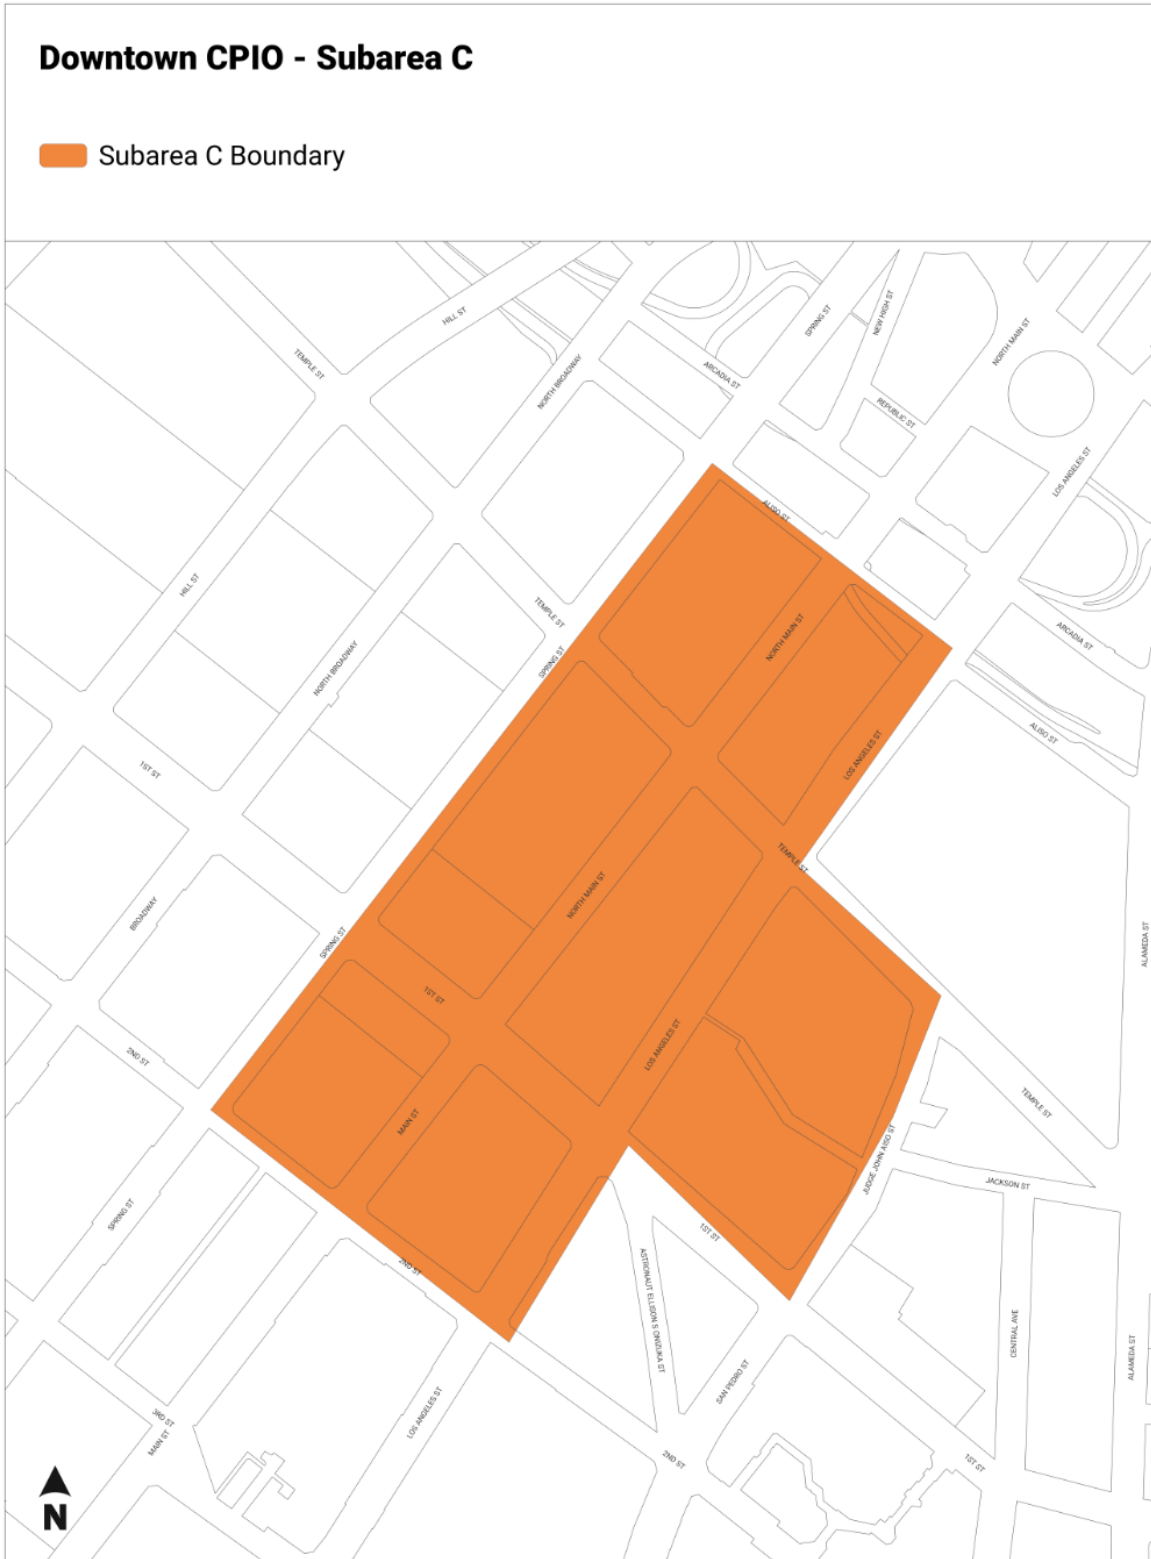 Downtown CPIO - Subarea C
Subarea C Boundary
HILL ST
SPRING ST
NEW HIGH ST
NORTH MAIN ST
TEMPLE ST
NORTH BROADWAY
ARCADIA ST
REPUBLIC ST
LOS ANGELES ST
ALISO ST
HILL ST
TEMPLE ST
NORTH MAIN ST
ARCADIA ST
SPRING ST
NORTH BROADWAY
ALISO ST
LOS ANGELES ST
1ST ST
TEMPLE ST
NORTH MAIN ST
BROADWAY
SPRING ST
ALAMEDA ST
1ST ST
LOS ANGELES ST
2ND ST
TEMPLE ST
MAIN ST
JUDGE JOHN AISO ST
JACKSON ST
SPRING ST
1ST ST
2ND ST
ASTRONAUT ELLISON S ONIZUKA ST
CENTRAL AVE
ALAMEDA ST
SAN PEDRO ST
LOS ANGELES ST
3RD ST
MAIN ST
2ND ST
1ST ST
N